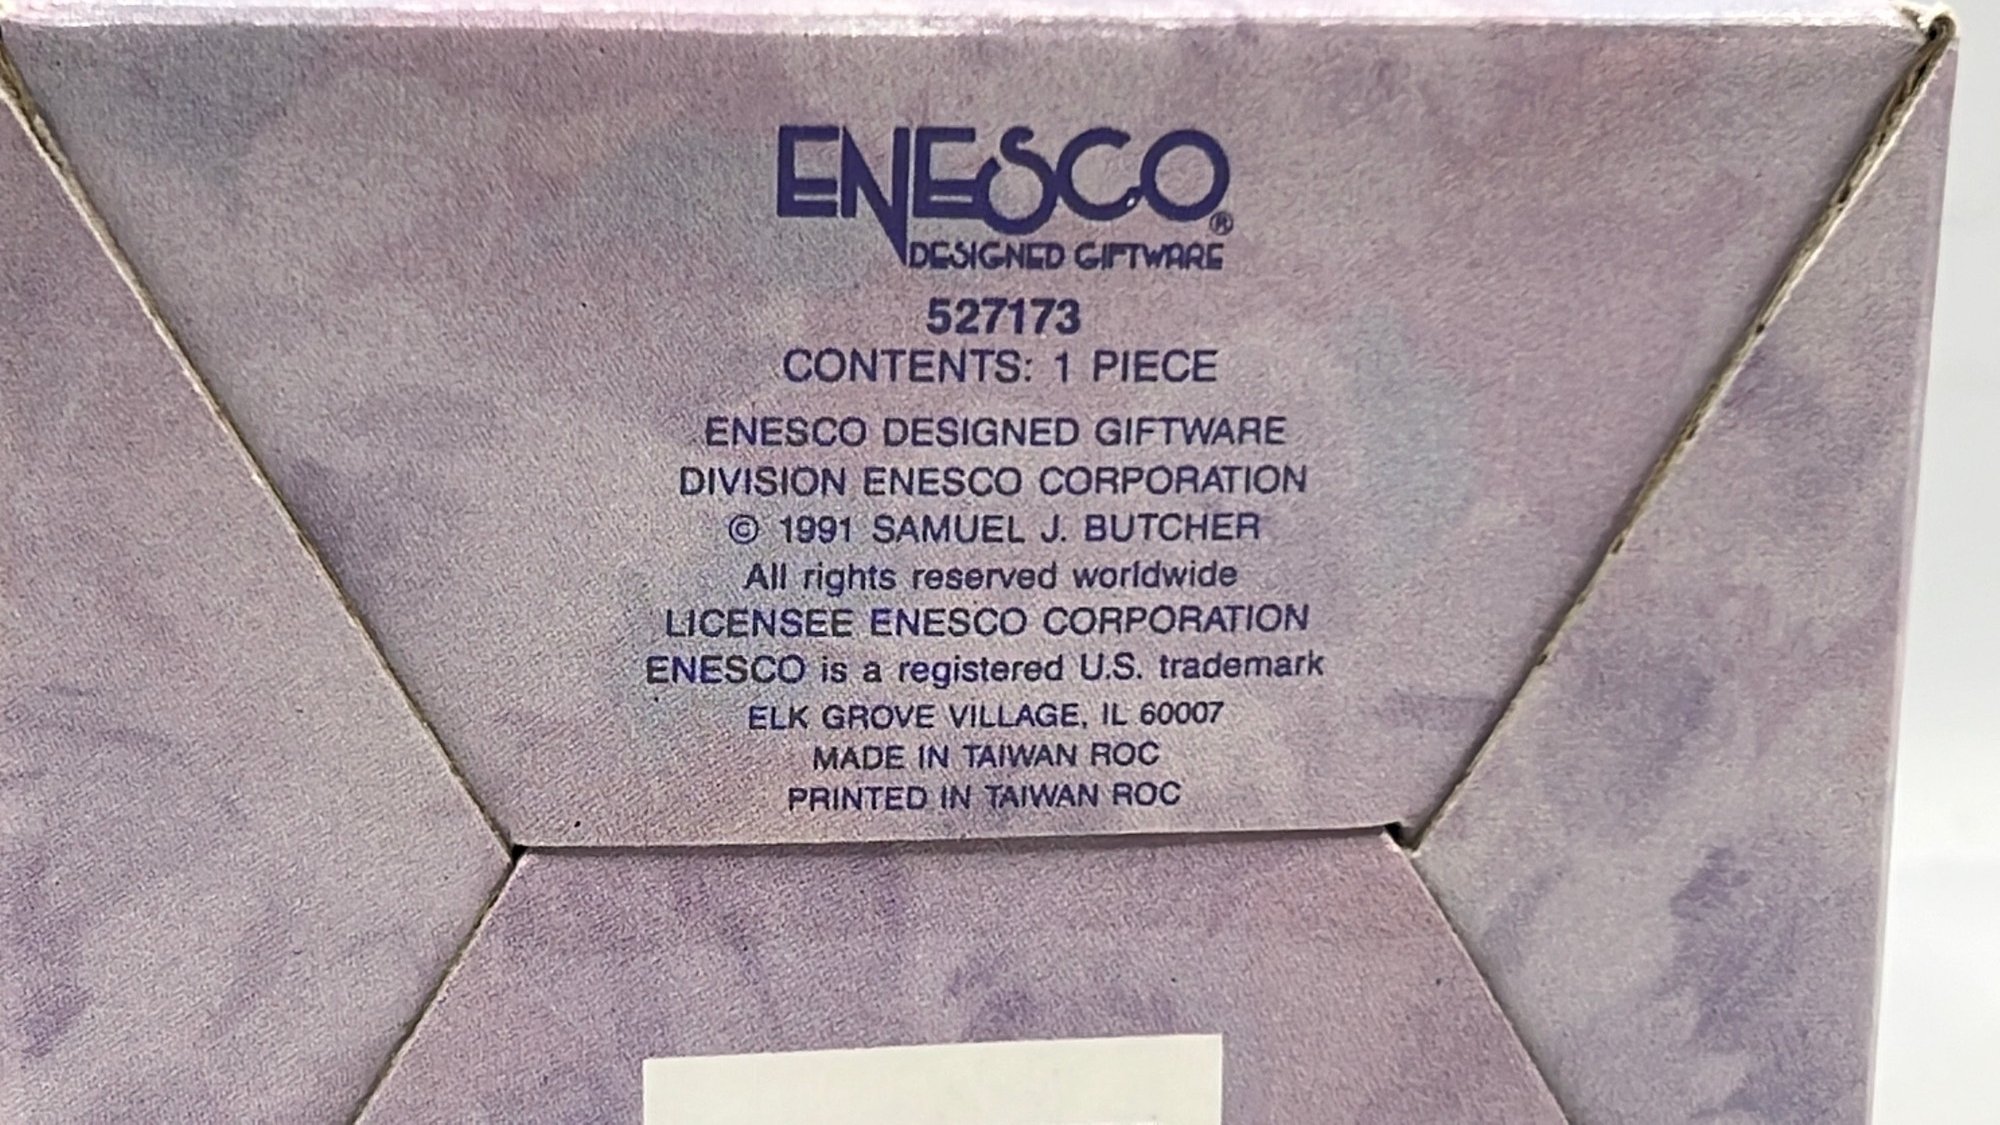 ENESCO®
DESIGNED GIFTWARE
527173
CONTENTS: 1 PIECE
ENESCO DESIGNED GIFTWARE
DIVISION ENESCO CORPORATION
© 1991 SAMUEL J. BUTCHER
All rights reserved worldwide
LICENSEE ENESCO CORPORATION
ENESCO is a registered U.S. trademark
ELK GROVE VILLAGE, IL 60007
MADE IN TAIWAN ROC
PRINTED IN TAIWAN ROC